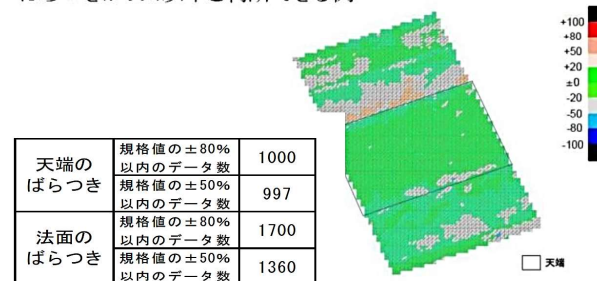 +100
+80
+50
+20
±0
-20
-50
-80
-100
天端の
ばらつき
規格値の±80%
以内のデータ数
1000
規格値の±50%
以内のデータ数
997
法面の
ばらつき
規格値の±80%
以内のデータ数
1700
規格値の±50%
以内のデータ数
1360
天端